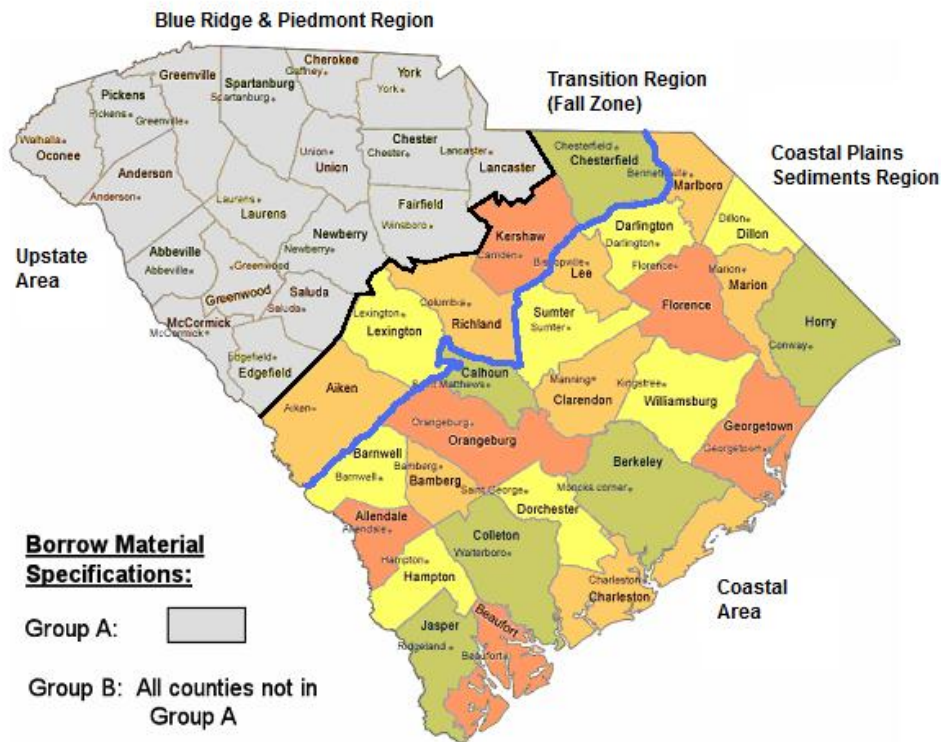 Blue Ridge & Piedmont Region
Transition Region
(Fall Zone)
Coastal Plains
Sediments Region
Upstate
Area
Coastal
Area
Cherokee
Gaffney
York
York
Greenville
Spartanburg
Spartanburg
Pickens
Pickens
Greenville
Walhalla
Oconee
Anderson
Anderson
Union
Union
Chester
Chester
Lancaster
Lancaster
Laurens
Laurens
Fairfield
Winsboro
Newberry
Newberry
Abbeville
Abbeville
Greenwood
Greenwood
Saluda
Saluda
McCormick
McCormick
Edgefield
Edgefield
Chesterfield
Chesterfield
Marlboro
Darlington
Darlington
Dillon
Dillon
Kershaw
Camden
Lee
Florence
Florence
Marion
Marion
Horry
Conway
Columbia
Richland
Lexington
Lexington
Sumter
Sumter
Calhoun
Aiken
Aiken
Manning
Clarendon
Kingstree
Williamsburg
Georgetown
Georgetown
Orangeburg
Orangeburg
Barnwell
Barnwell
Bamberg
Bamberg
Saint George
Dorchester
Berkeley
Moncks corner
Allendale
Allendale
Colleton
Walterboro
Hampton
Hampton
Charleston
Charleston
Jasper
Ridgeland
Beaufort
Beaufort
Borrow Material
Specifications:
Group A:
Group B: All counties not in
Group A